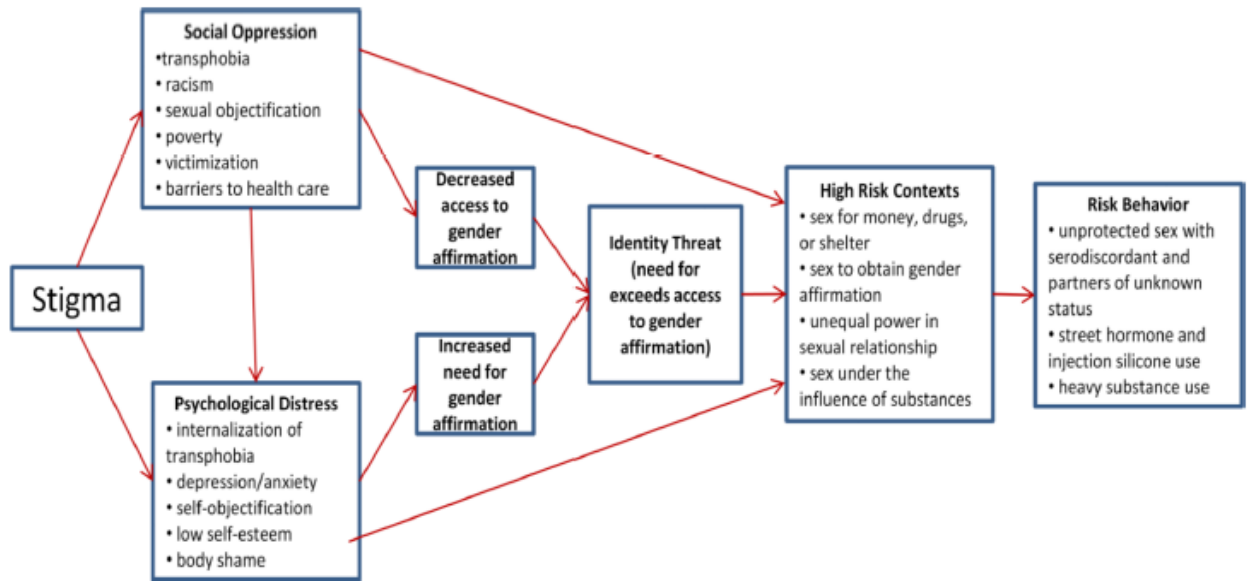 Social Oppression
•transphobia
• racism
• sexual objectification
• poverty
• victimization
• barriers to health care
Stigma
Psychological Distress
• internalization of
transphobia
• depression/anxiety
• self-objectification
• low self-esteem
• body shame
Decreased
access to
gender
affirmation
Increased
need for
gender
affirmation
Identity Threat
(need for
exceeds access
to gender
affirmation)
High Risk Contexts
• sex for money, drugs,
or shelter
• sex to obtain gender
affirmation
• unequal power in
sexual relationship
• sex under the
influence of substances
Risk Behavior
• unprotected sex with
serodiscordant and
partners of unknown
status
• street hormone and
injection silicone use
• heavy substance use